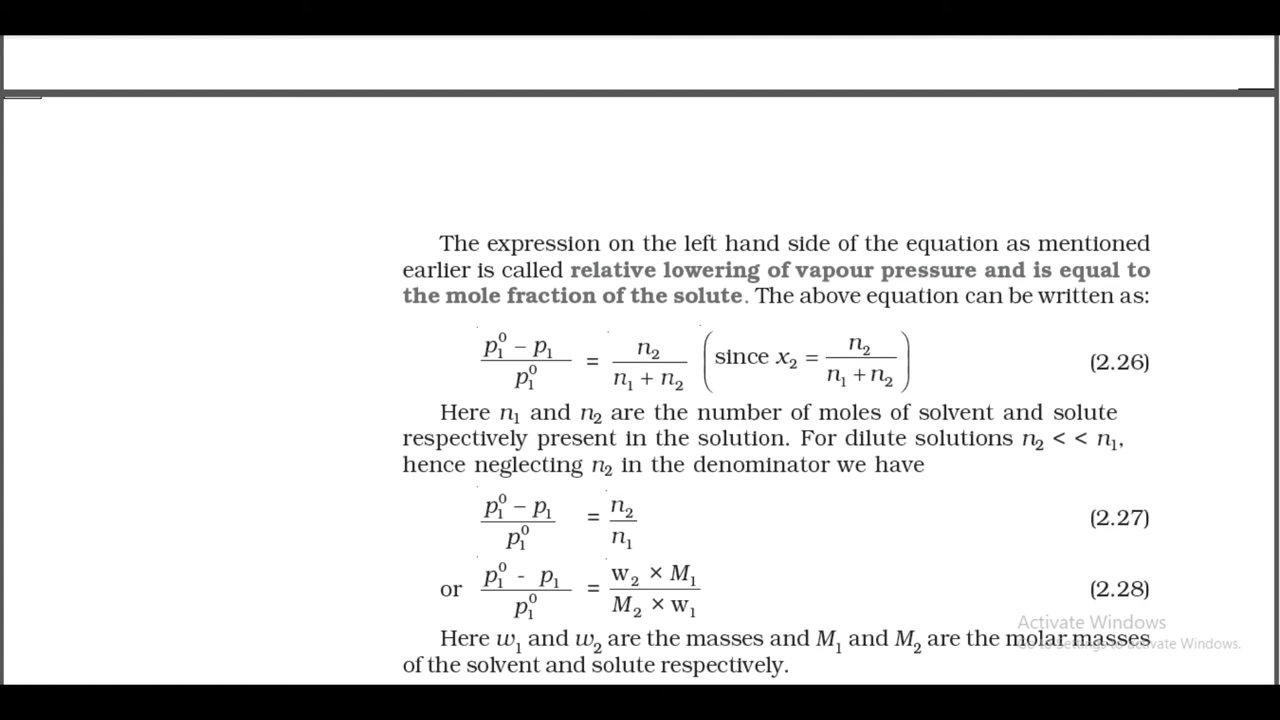 The expression on the left hand side of the equation as mentioned
earlier is called relative lowering of vapour pressure and is equal to
the mole fraction of the solute. The above equation can be written as:
(p₁⁰ – p₁)/p₁⁰ = n₂/(n₁ + n₂) (since x₂ = n₂/(n₁ + n₂)) (2.26)
Here n₁ and n₂ are the number of moles of solvent and solute
respectively present in the solution. For dilute solutions n₂ < < n₁,
hence neglecting n₂ in the denominator we have
(p₁⁰ – p₁)/p₁⁰ = n₂/n₁ (2.27)
or (p₁⁰ - p₁)/p₁⁰ = (w₂ × M₁)/(M₂ × w₁) (2.28)
Here w₁ and w₂ are the masses and M₁ and M₂ are the molar masses
of the solvent and solute respectively.
Activate Windows
Go to Settings to activate Windows.